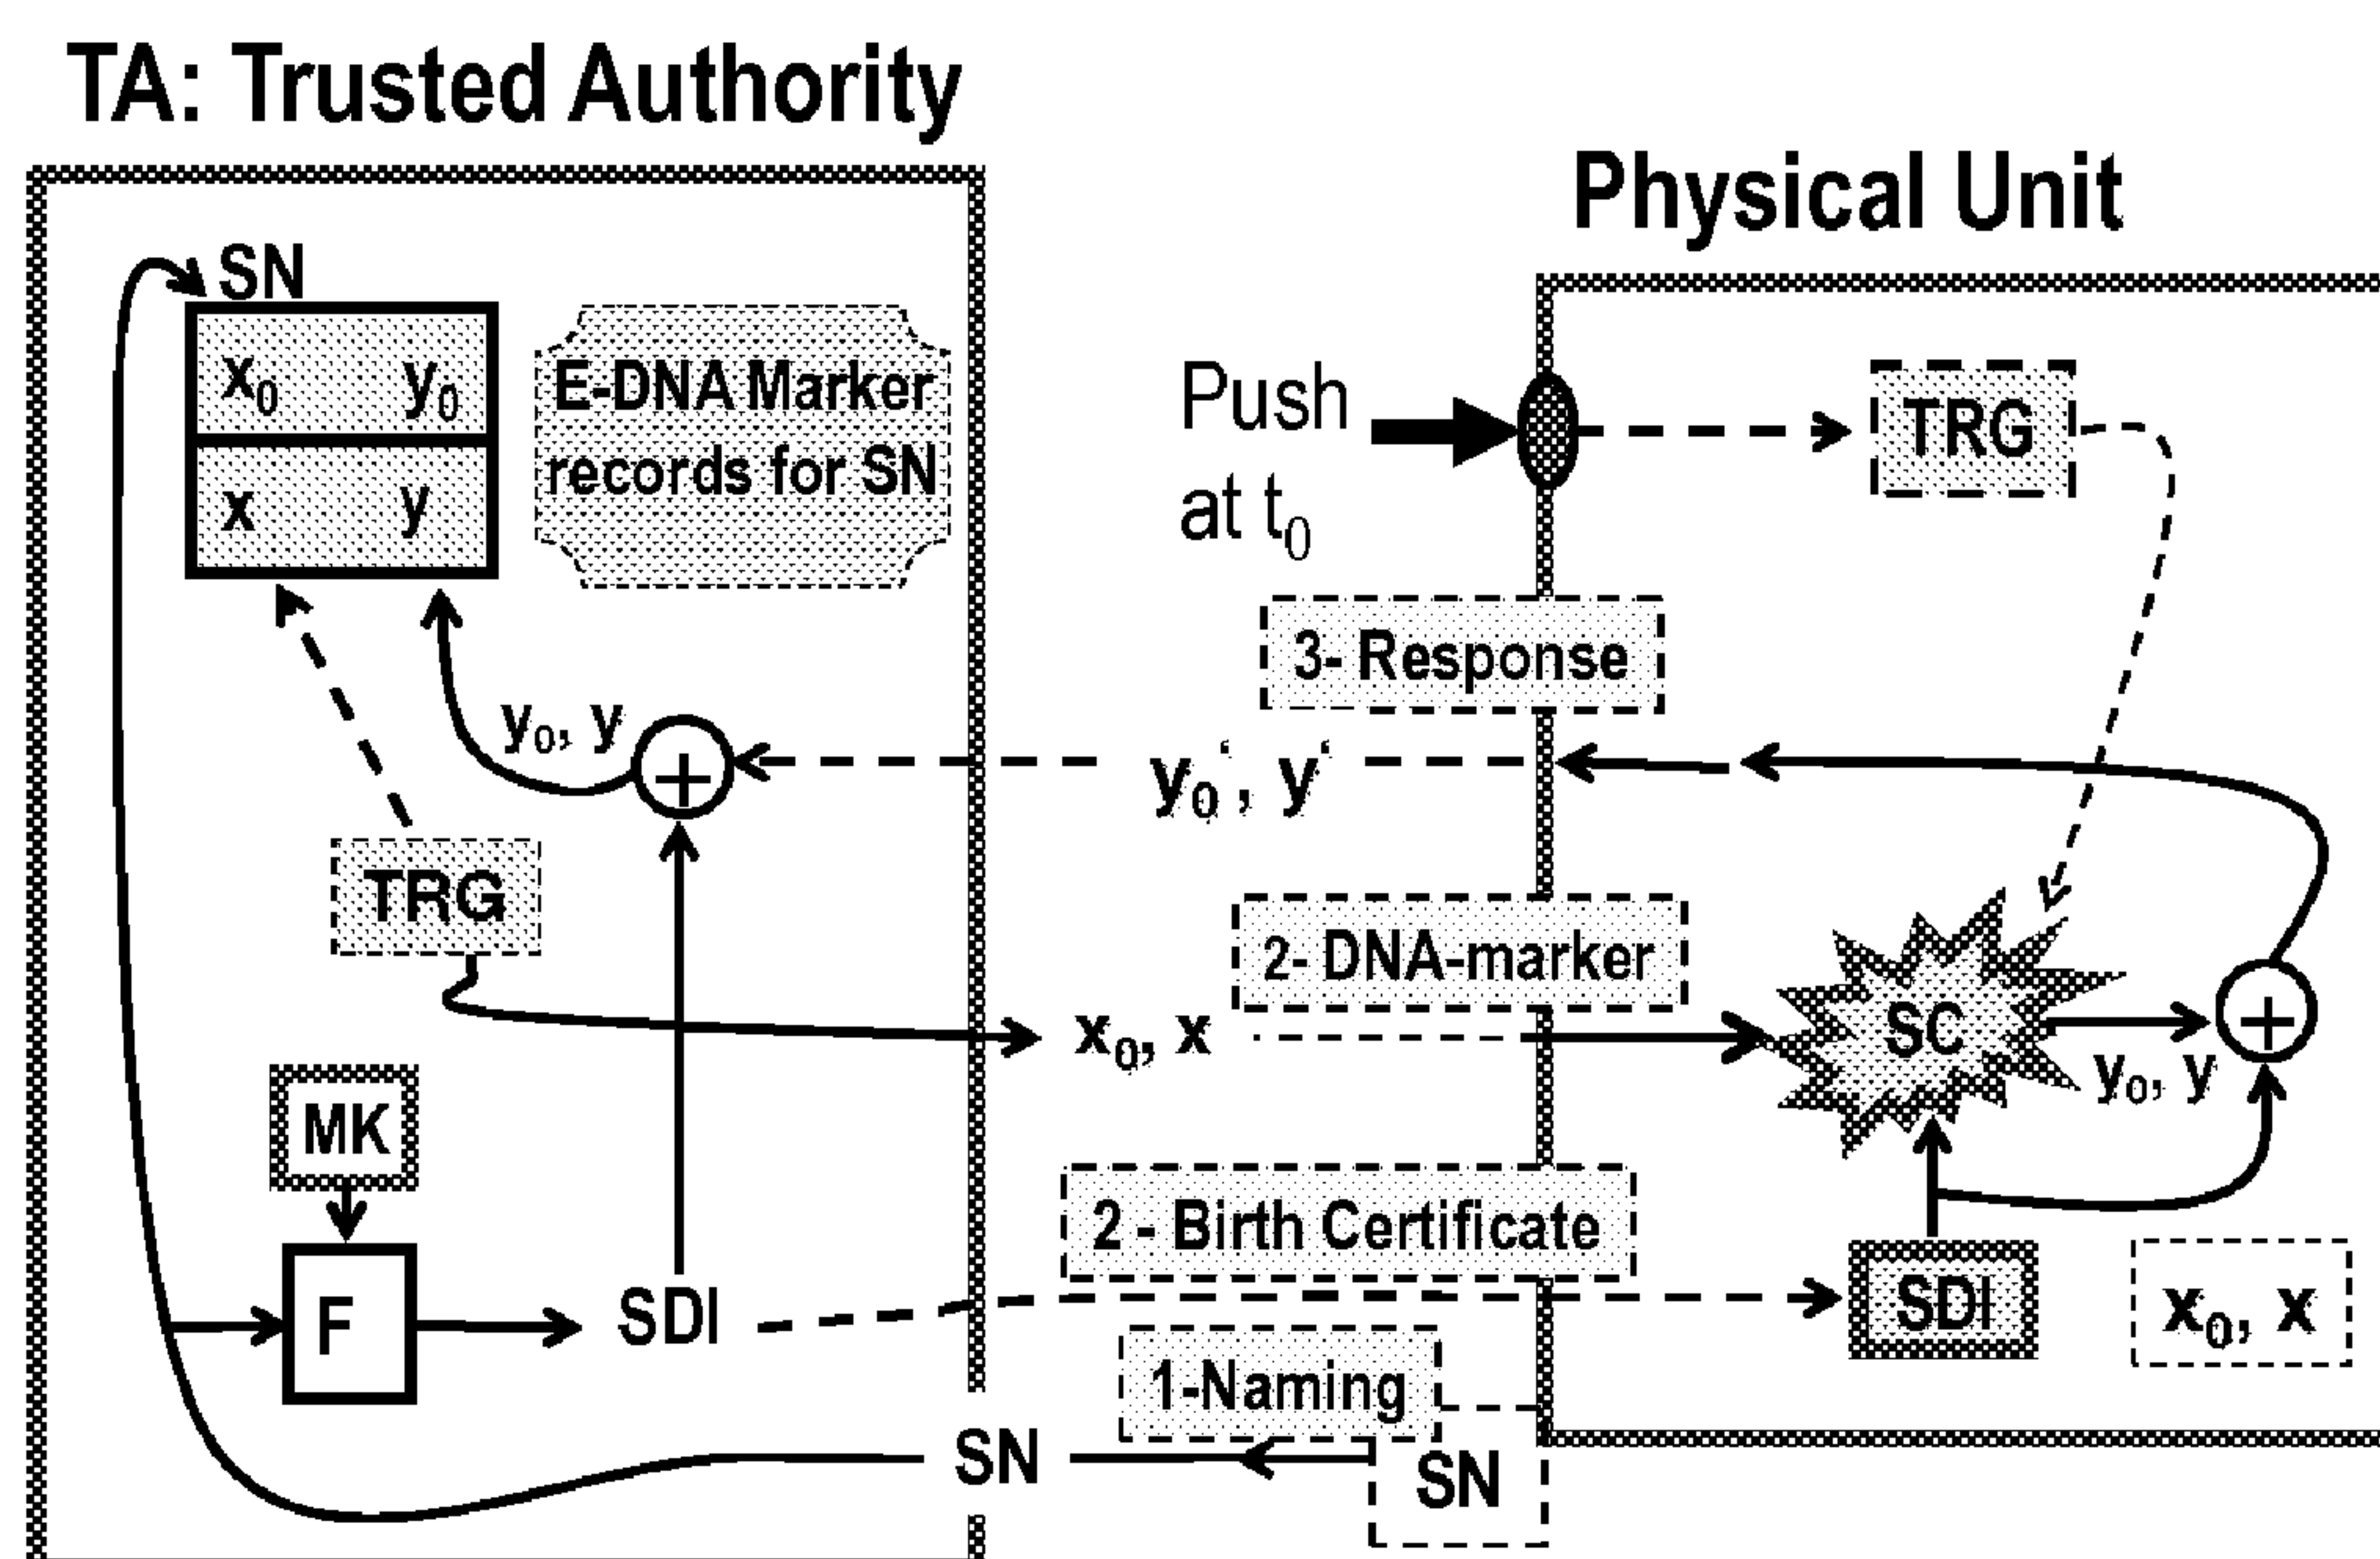 TA: Trusted Authority
Physical Unit
SN
x₀ y₀
x y
E-DNA Marker
records for SN
Push
at t₀
TRG
3- Response
y₀, y
y₀‘, y‘
TRG
2- DNA-marker
x₀, x
SC
y₀, y
MK
2 - Birth Certificate
F
SDI
SDI
x₀, x
1-Naming
SN
SN